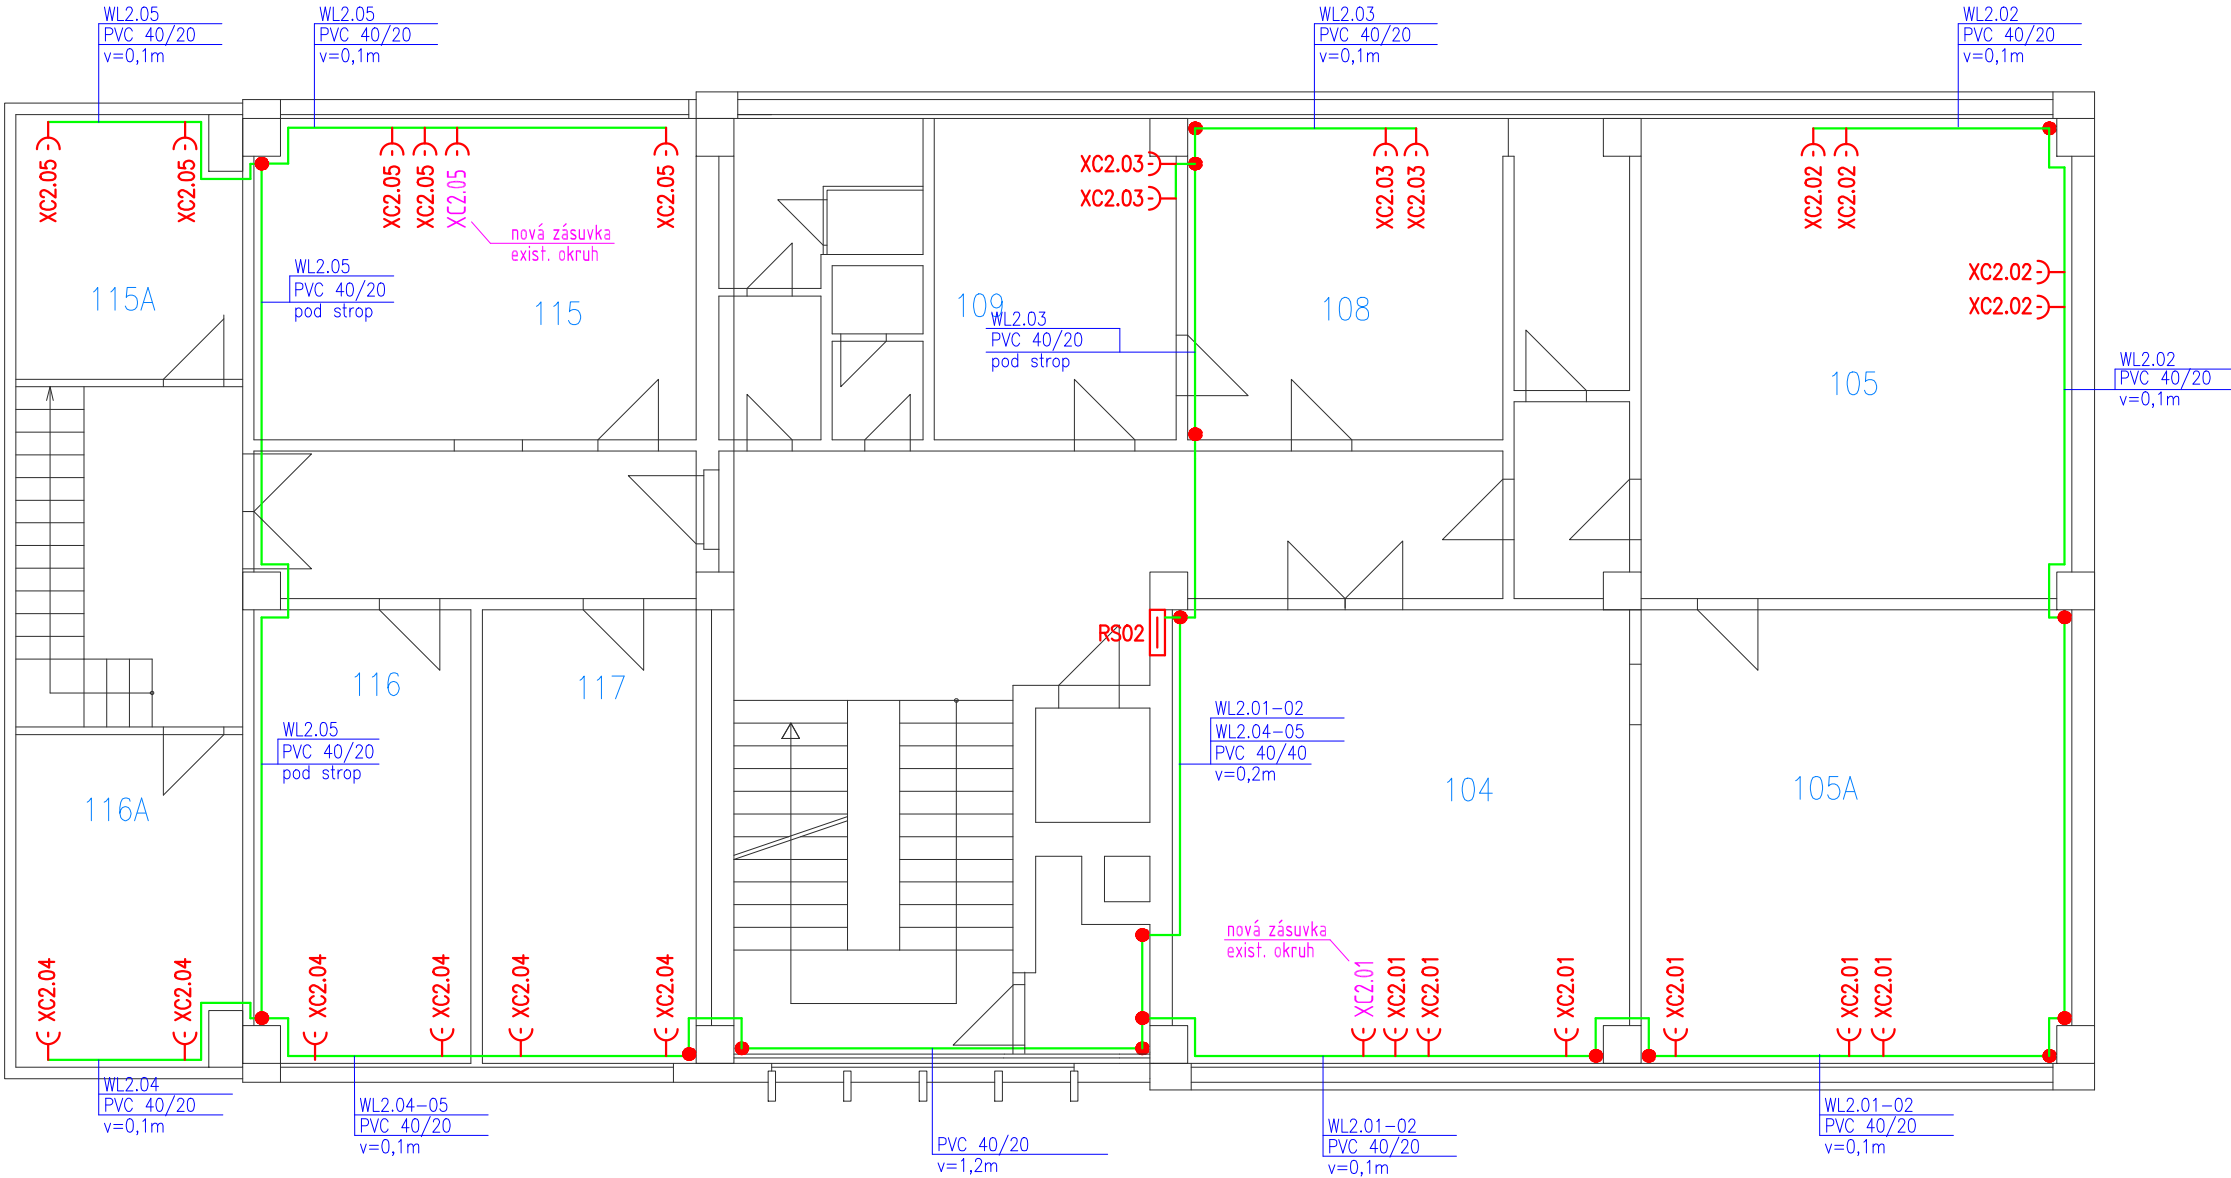 WL2.05
PVC 40/20
v=0,1m
WL2.05
PVC 40/20
v=0,1m
WL2.03
PVC 40/20
v=0,1m
WL2.02
PVC 40/20
v=0,1m
XC2.05
XC2.05
XC2.05
XC2.05
XC2.05
XC2.05
nová zásuvka
exist. okruh
XC2.03
XC2.03
XC2.03
XC2.03
XC2.02
XC2.02
XC2.02
XC2.02
WL2.05
PVC 40/20
pod strop
115A
115
109
WL2.03
PVC 40/20
pod strop
108
105
WL2.02
PVC 40/20
v=0,1m
RS02
116
117
WL2.05
PVC 40/20
pod strop
WL2.01-02
WL2.04-05
PVC 40/40
v=0,2m
116A
104
105A
nová zásuvka
exist. okruh
XC2.04
XC2.04
XC2.04
XC2.04
XC2.04
XC2.04
XC2.01
XC2.01
XC2.01
XC2.01
XC2.01
XC2.01
XC2.01
WL2.04
PVC 40/20
v=0,1m
WL2.04-05
PVC 40/20
v=0,1m
PVC 40/20
v=1,2m
WL2.01-02
PVC 40/20
v=0,1m
WL2.01-02
PVC 40/20
v=0,1m